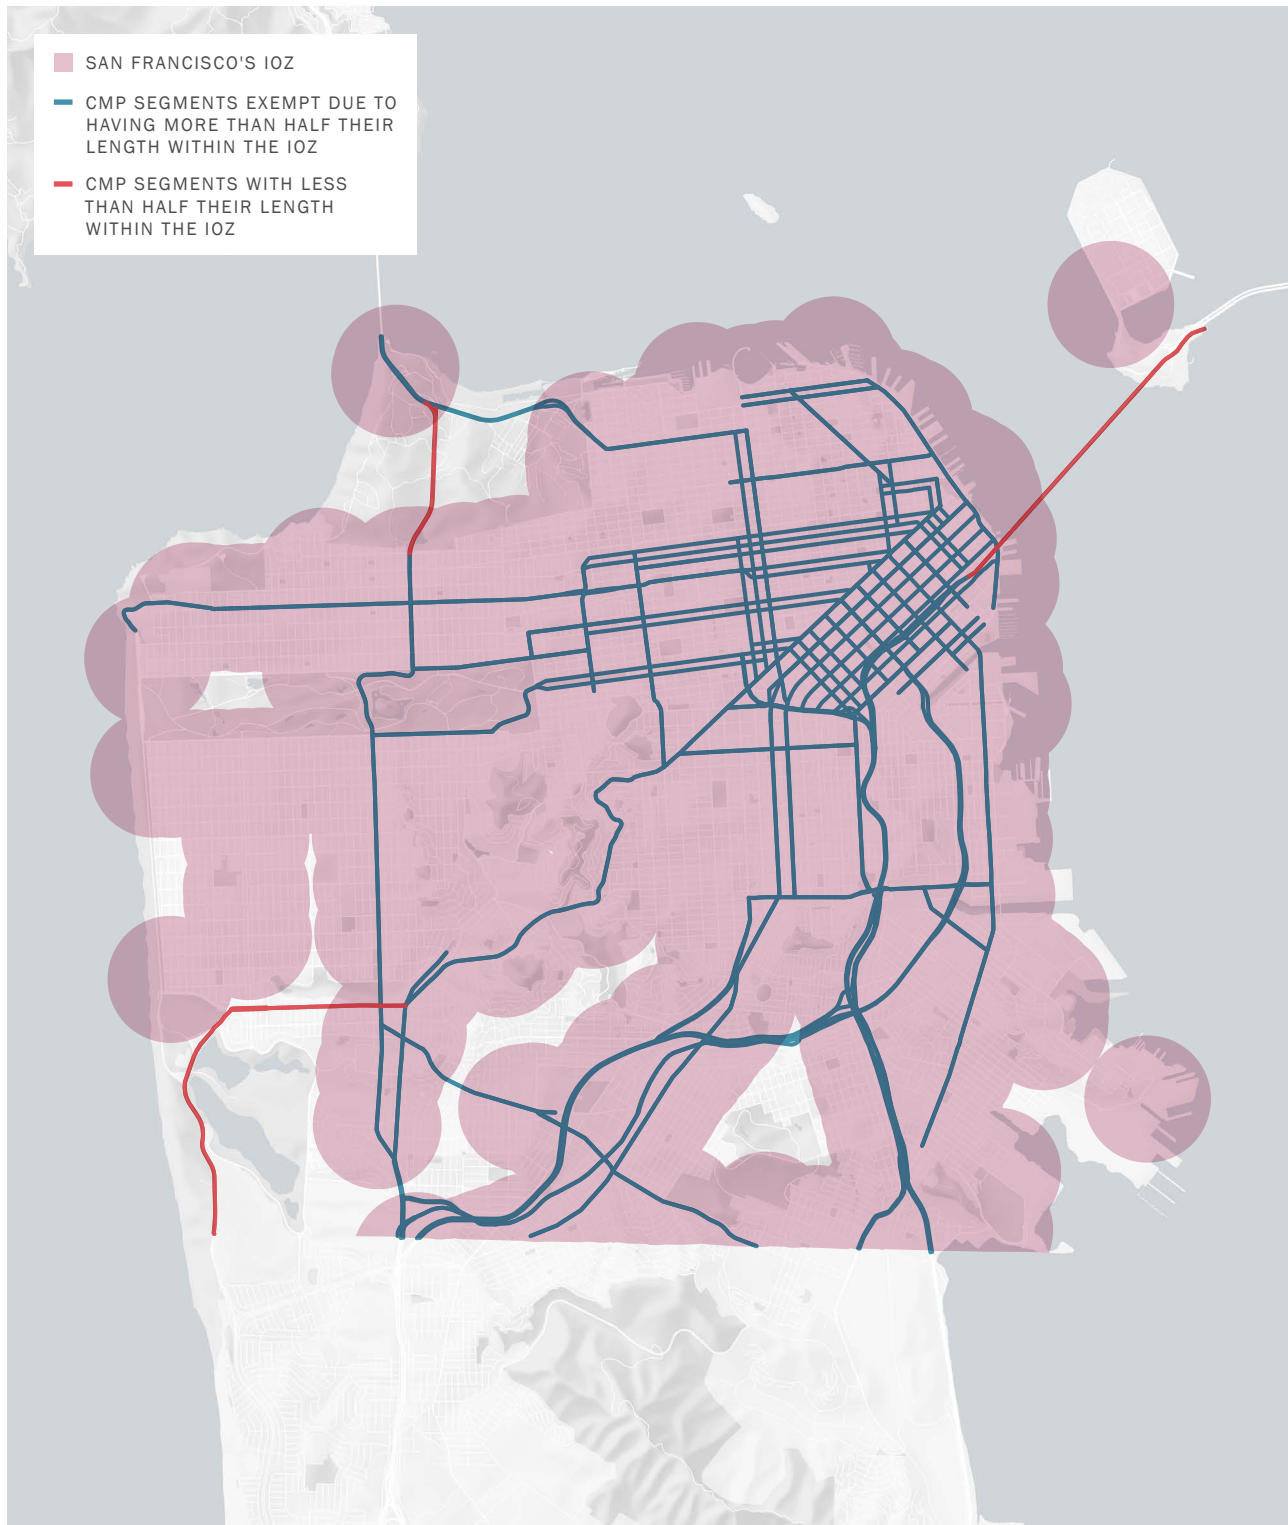 SAN FRANCISCO'S IOZ
CMP SEGMENTS EXEMPT DUE TO
HAVING MORE THAN HALF THEIR
LENGTH WITHIN THE IOZ
CMP SEGMENTS WITH LESS
THAN HALF THEIR LENGTH
WITHIN THE IOZ